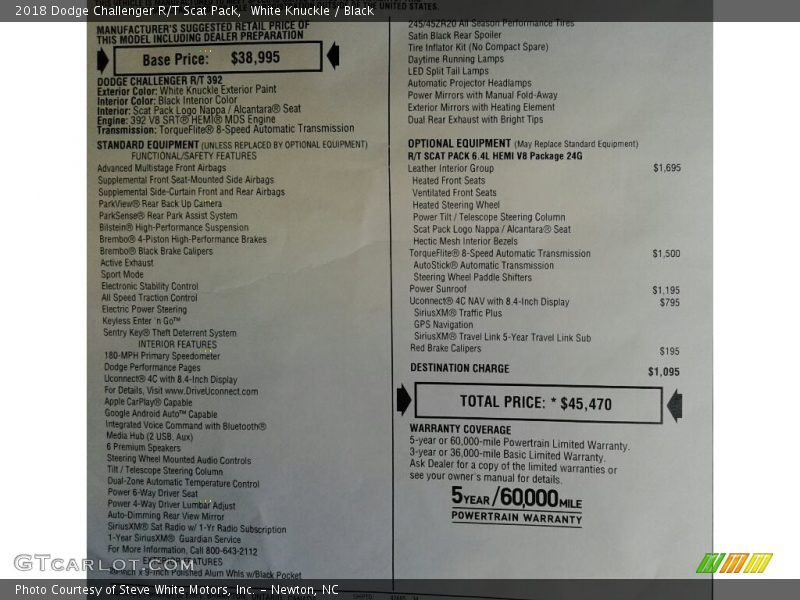 2018 Dodge Challenger R/T Scat Pack, White Knuckle / Black
STATES.
MANUFACTURER'S SUGGESTED RETAIL PRICE OF
THIS MODEL INCLUDING DEALER PREPARATION
Base Price: $38,995
DODGE CHALLENGER R/T 392
Exterior Color: White Knuckle Exterior Paint
Interior Color: Black Interior Color
Interior: Scat Pack Logo Nappa / Alcantara® Seat
Engine: 392 V8 SRT® HEMI® MDS Engine
Transmission: TorqueFlite® 8-Speed Automatic Transmission
STANDARD EQUIPMENT (UNLESS REPLACED BY OPTIONAL EQUIPMENT)
FUNCTIONAL/SAFETY FEATURES
Advanced Multistage Front Airbags
Supplemental Front Seat-Mounted Side Airbags
Supplemental Side-Curtain Front and Rear Airbags
ParkView® Rear Back Up Camera
ParkSense® Rear Park Assist System
Bilstein® High-Performance Suspension
Brembo® 4-Piston High-Performance Brakes
Brembo® Black Brake Calipers
Active Exhaust
Sport Mode
Electronic Stability Control
All Speed Traction Control
Electric Power Steering
Keyless Enter 'n Go™
Sentry Key® Theft Deterrent System
INTERIOR FEATURES
180-MPH Primary Speedometer
Dodge Performance Pages
Uconnect® 4C with 8.4-Inch Display
For Details, Visit www.DriveUconnect.com
Apple CarPlay® Capable
Google Android Auto™ Capable
Integrated Voice Command with Bluetooth®
Media Hub (2 USB, Aux)
6 Premium Speakers
Steering Wheel Mounted Audio Controls
Tilt / Telescope Steering Column
Dual-Zone Automatic Temperature Control
Power 6-Way Driver Seat
Power 4-Way Driver Lumbar Adjust
Auto-Dimming Rear View Mirror
SiriusXM® Sat Radio w/ 1-Yr Radio Subscription
1-Year SiriusXM® Guardian Service
For More Information, Call 800-643-2112
EXTERIOR FEATURES
20-Inch x 9-Inch Polished Alum Whls w/Black Pocket
245/45ZR20 All Season Performance Tires
Satin Black Rear Spoiler
Tire Inflator Kit (No Compact Spare)
Daytime Running Lamps
LED Split Tail Lamps
Automatic Projector Headlamps
Power Mirrors with Manual Fold-Away
Exterior Mirrors with Heating Element
Dual Rear Exhaust with Bright Tips
OPTIONAL EQUIPMENT (May Replace Standard Equipment)
R/T SCAT PACK 6.4L HEMI V8 Package 24G
Leather Interior Group $1,695
Heated Front Seats
Ventilated Front Seats
Heated Steering Wheel
Power Tilt / Telescope Steering Column
Scat Pack Logo Nappa / Alcantara® Seat
Hectic Mesh Interior Bezels
TorqueFlite® 8-Speed Automatic Transmission $1,500
AutoStick® Automatic Transmission
Steering Wheel Paddle Shifters
Power Sunroof $1,195
Uconnect® 4C NAV with 8.4-Inch Display $795
SiriusXM® Traffic Plus
GPS Navigation
SiriusXM® Travel Link 5-Year Travel Link Sub
Red Brake Calipers $195
DESTINATION CHARGE $1,095
TOTAL PRICE: * $45,470
WARRANTY COVERAGE
5-year or 60,000-mile Powertrain Limited Warranty.
3-year or 36,000-mile Basic Limited Warranty.
Ask Dealer for a copy of the limited warranties or
see your owner's manual for details.
5 YEAR / 60,000 MILE
POWERTRAIN WARRANTY
GTcarlot.com
Photo Courtesy of Steve White Motors, Inc. - Newton, NC